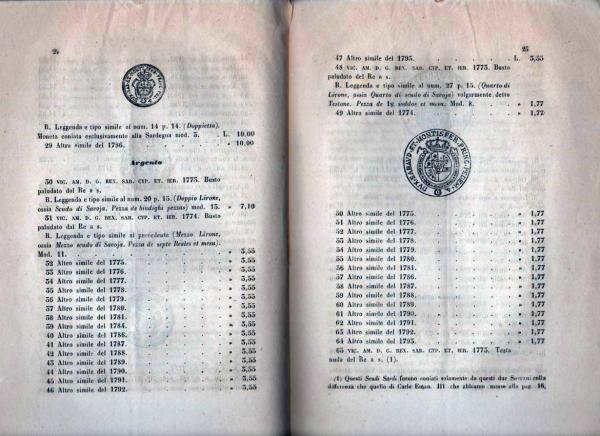 R. Leggenda e tipo simile al num. 14 p. 14. (Doppietta).
Moneta coniata esclusivamente alla Sardegna mod. 5. . L. 10,00
29 Altra simile del 1786. . . . . . . » 10,00
Argento
30 VIC. AM. D. G. REX. SAR. CYP. ET. IER. 1773. Busto
paludato del Re a s.
R. Leggenda e tipo simile al num. 20 p. 15. (Doppio Lirone,
ossia Scudo di Savoja. Pezza de bindighi pezzas) mod. 15. » 7,10
31 VIC. AM. D. G. REX. SAR. CYP. ET. IER. 1774. Busto
paludato dal Re a s.
R. Leggenda e tipo simile al precedente (Mezzo Lirone,
ossia Mezzo scudo di Savoja. Pezza de septe Reales et mesu).
Mod. 11. . . . . . . . . » 3,55
32 Altro simile del 1775. . . . . . . » 3,55
33 Altro simile del 1776. . . . . . . » 3,55
34 Altro simile del 1777. . . . . . . » 3,55
35 Altro simile del 1778. . . . . . . » 3,55
36 Altro simile del 1779. . . . . . . » 3,55
37 Altro simile del 1780. . . . . . . » 3,55
38 Altro simile del 1781. . . . . . . » 3,55
39 Altro simile del 1784. . . . . . . » 3,55
40 Altro simile del 1786. . . . . . . » 3,55
41 Altro simile del 1787. . . . . . . » 3,55
42 Altro simile del 1788. . . . . . . » 3,55
43 Altro simile del 1789. . . . . . . » 3,55
44 Altro simile del 1790. . . . . . . » 3,55
45 Altro simile del 1791. . . . . . . » 3,55
46 Altro simile del 1792. . . . . . . » 3,55
25
47 Altro simile del 1793. . . . . . . L. 3,55
48 VIC. AM. D. G. REX. SAR. CYP. ET. IER. 1773. Busto
paludato del Re a s.
R. Leggenda e tipo simile al num. 27 p. 15. (Quarto di
Lirone, ossia Quarto di scudo di Savoja) volgarmente detto
Testone. Pezza de 19 soddos et mesu. Mod. 8. . . » 1,77
49 Altro simile del 1774. . . . . . . » 1,77
DVX. SABAVD. ET. MONTISFER. PRINC. PEDEM. &
50 Altro simile del 1775. . . . . . . » 1,77
51 Altro simile del 1776. . . . . . . » 1,77
52 Altro simile del 1777. . . . . . . » 1,77
53 Altro simile del 1778. . . . . . . » 1,77
54 Altro simile del 1779. . . . . . . » 1,77
55 Altro simile del 1780. . . . . . . » 1,77
56 Altro simile del 1781. . . . . . . » 1,77
57 Altro simile del 1786. . . . . . . » 1,77
58 Altro simile del 1787. . . . . . . » 1,77
59 Altro simile del 1788. . . . . . . » 1,77
60 Altro simile del 1789. . . . . . . » 1,77
61 Altro simile del 1790. . . . . . . » 1,77
62 Altro simile del 1791. . . . . . . » 1,77
63 Altro simile del 1792. . . . . . . » 1,77
64 Altro simile del 1793. . . . . . . » 1,77
65 VIC. AM. D. G. REX. SAR. CYP. ET. IER. 1773. Testa
nuda del Re a s. (1).
(1) Questi Scudi Sardi furono coniati solamente da questi due Sovrani colla
differenza che quello di Carlo Eman. III che abbiamo messo alla pag. 16,